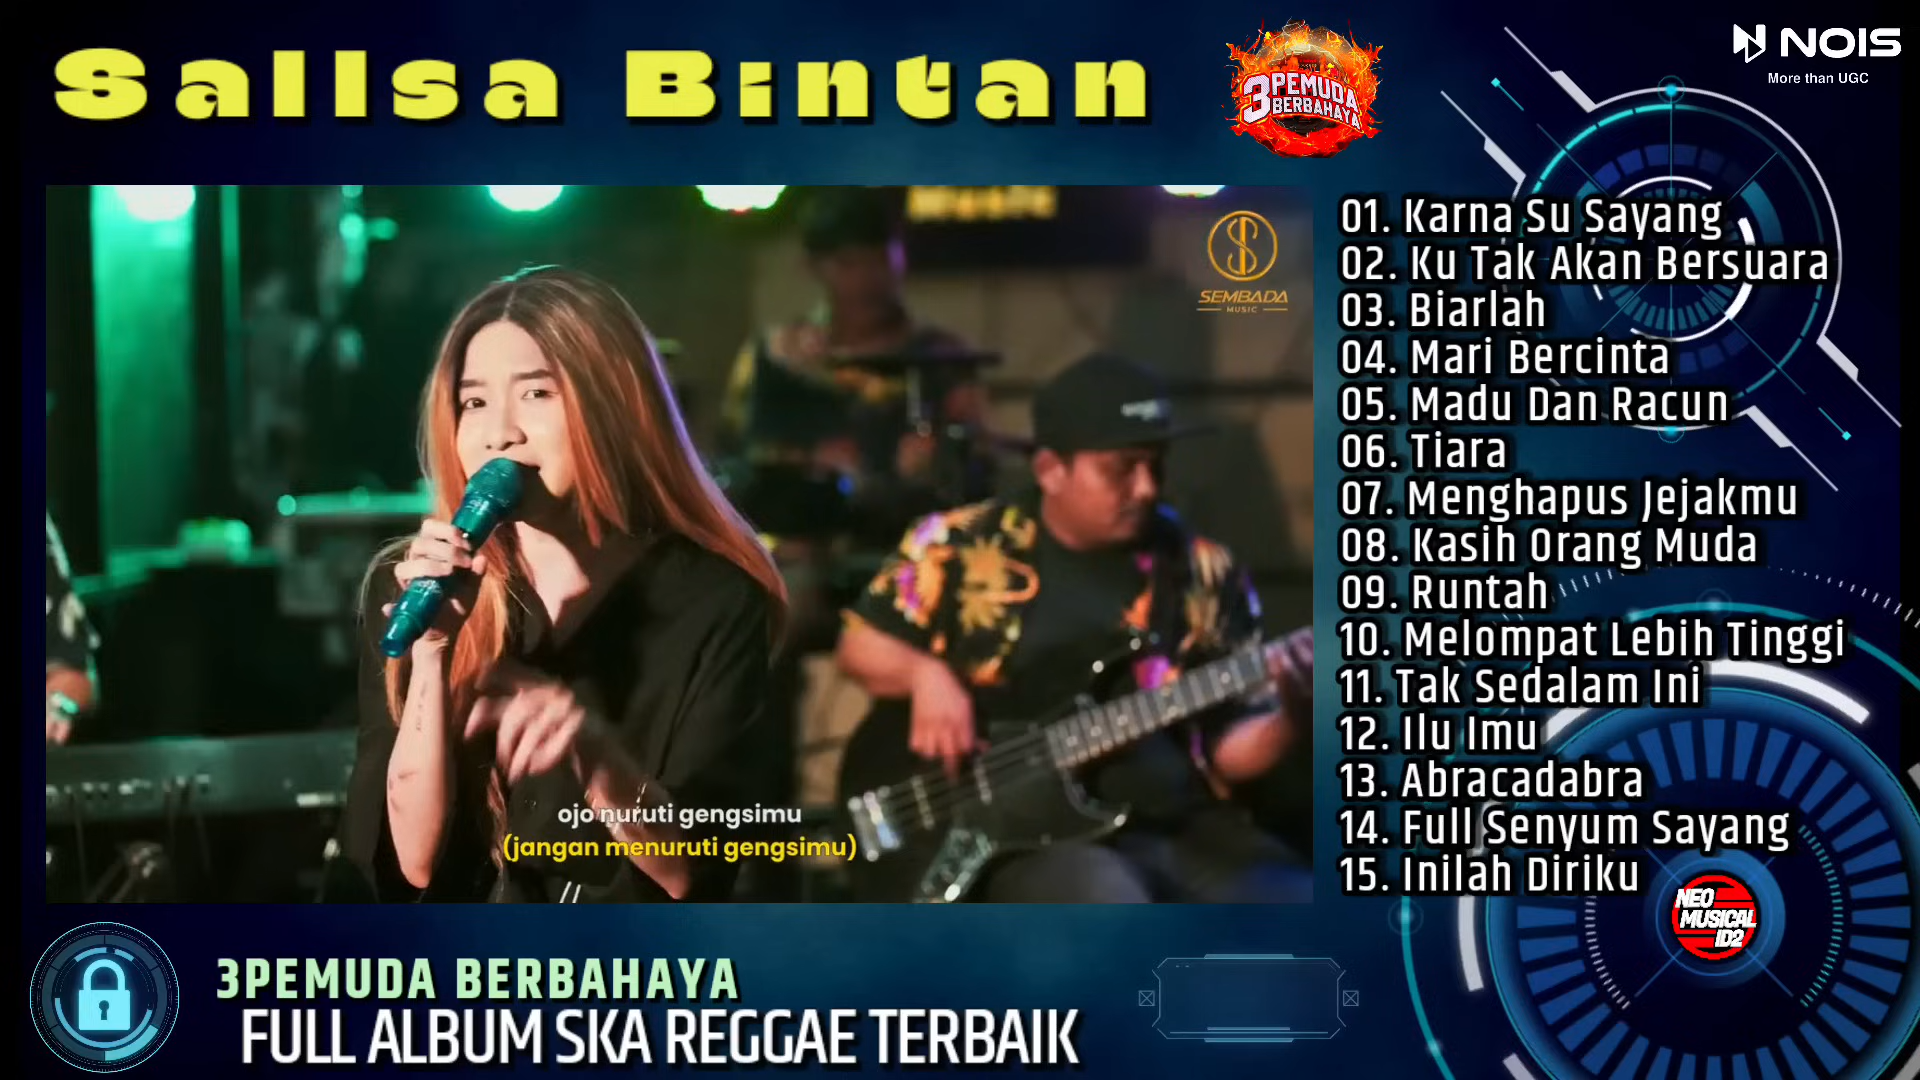 Sallsa Bintan
3PEMUDA
BERBAHAYA
NOIS
More than UGC
Music
SEMBADA
MUSIC
01. Karna Su Sayang
02. Ku Tak Akan Bersuara
03. Biarlah
04. Mari Bercinta
05. Madu Dan Racun
06. Tiara
07. Menghapus Jejakmu
08. Kasih Orang Muda
09. Runtah
10. Melompat Lebih Tinggi
11. Tak Sedalam Ini
12. Ilu Imu
13. Abracadabra
14. Full Senyum Sayang
15. Inilah Diriku
ojo nuruti gengsimu
(jangan menuruti gengsimu)
NEO
MUSICAL
ID2
3PEMUDA BERBAHAYA
FULL ALBUM SKA REGGAE TERBAIK